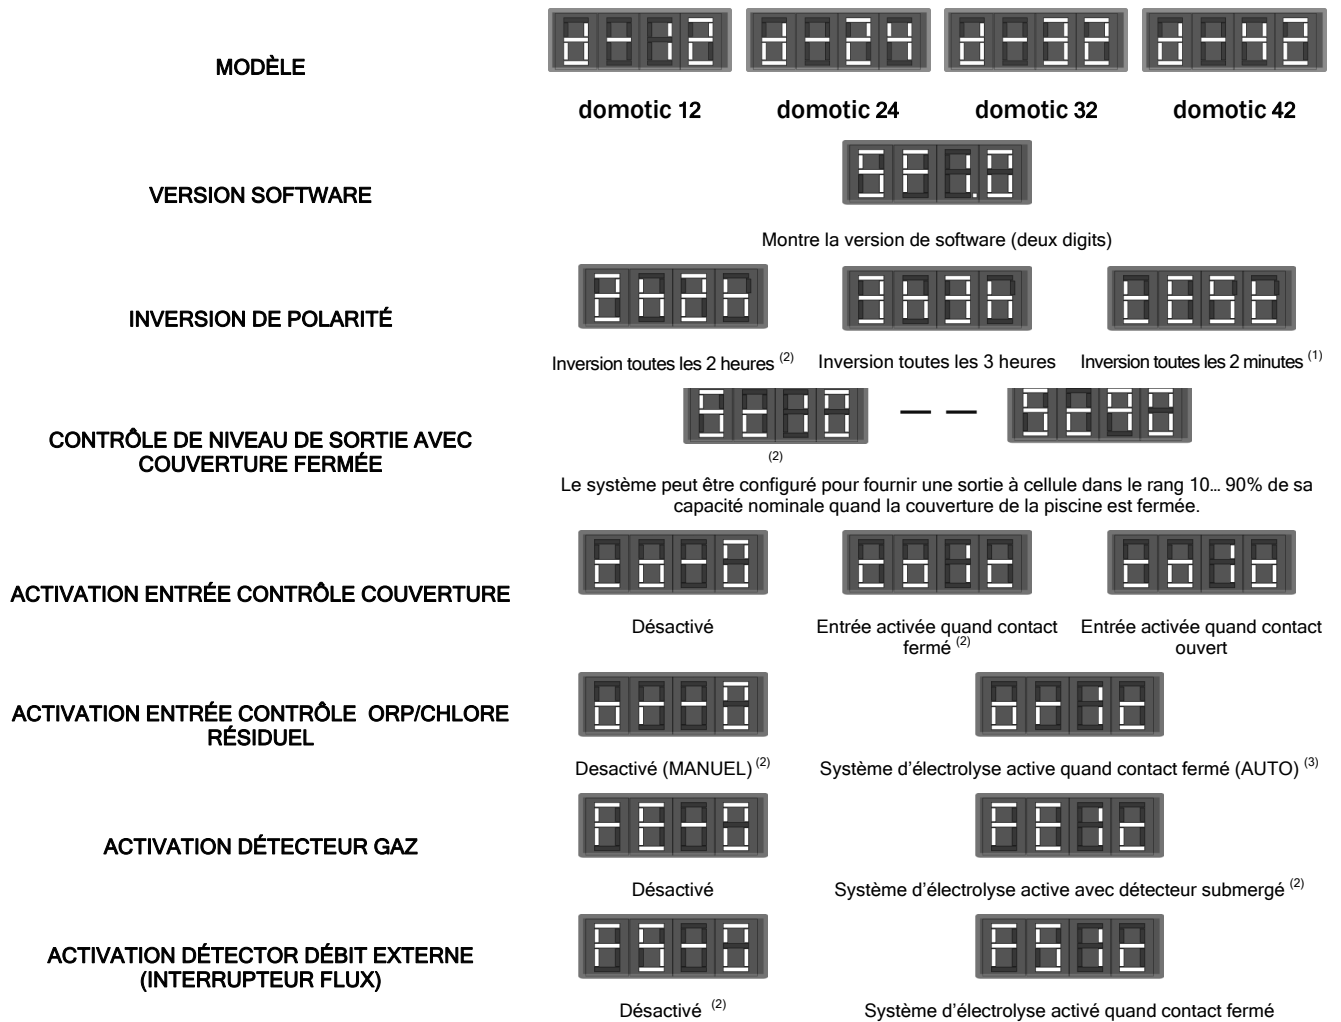 MODÈLE
domotic 12 domotic 24 domotic 32 domotic 42
VERSION SOFTWARE
Montre la version de software (deux digits)
INVERSION DE POLARITÉ
Inversion toutes les 2 heures (2) Inversion toutes les 3 heures Inversion toutes les 2 minutes (1)
CONTRÔLE DE NIVEAU DE SORTIE AVEC
COUVERTURE FERMÉE
(2)
Le système peut être configuré pour fournir une sortie à cellule dans le rang 10... 90% de sa
capacité nominale quand la couverture de la piscine est fermée.
ACTIVATION ENTRÉE CONTRÔLE COUVERTURE
Désactivé
Entrée activée quand contact
fermé (2)
Entrée activée quand contact
ouvert
ACTIVATION ENTRÉE CONTRÔLE ORP/CHLORE
RÉSIDUEL
Desactivé (MANUEL) (2) Système d'électrolyse active quand contact fermé (AUTO) (3)
ACTIVATION DÉTECTEUR GAZ
Désactivé Système d'électrolyse active avec détecteur submergé (2)
ACTIVATION DÉTECTOR DÉBIT EXTERNE
(INTERRUPTEUR FLUX)
Désactivé (2) Système d'électrolyse activé quand contact fermé